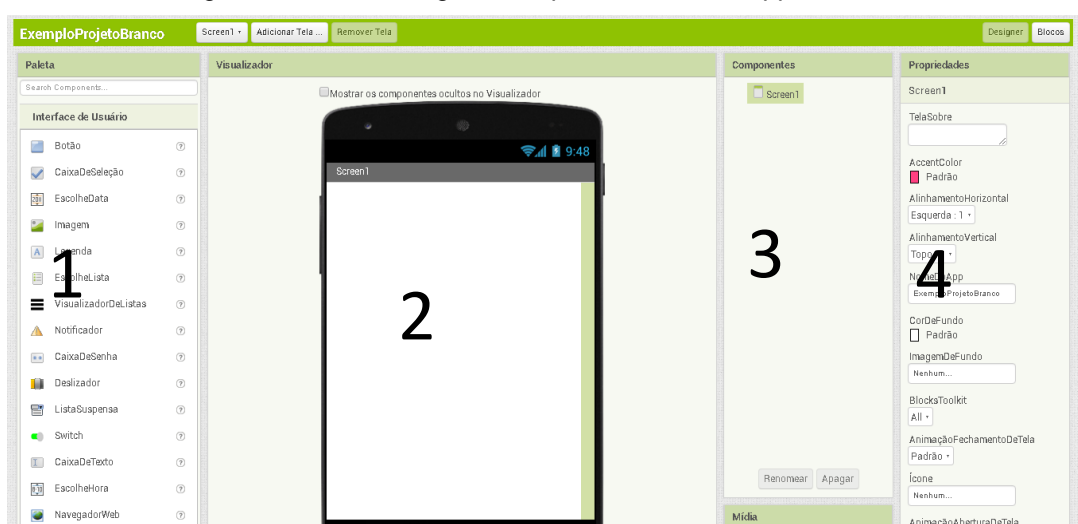 ExemploProjetoBranco Screen1 Adicionar Tela ... Remover Tela Designer Blocos
Paleta
Search Components...
Interface de Usuário
Botão
CaixaDeSeleção
EscolheData
Imagem
Legenda
EscolheLista
VisualizadorDeListas
Notificador
CaixaDeSenha
Deslizador
ListaSuspensa
Switch
CaixaDeTexto
EscolheHora
NavegadorWeb
1
Visualizador
Mostrar os componentes ocultos no Visualizador
9:48
Screen1
2
Componentes
Screen1
3
Renomear Apagar
Mídia
Propriedades
Screen1
TelaSobre
AccentColor
Padrão
AlinhamentoHorizontal
Esquerda : 1
AlinhamentoVertical
Topo
NomeDoApp
ExemploProjetoBranco
4
CorDeFundo
Padrão
ImagemDeFundo
Nenhum...
BlocksToolkit
All
AnimaçãoFechamentoDeTela
Padrão
Ícone
Nenhum...
AnimaçãoAberturaDeTela